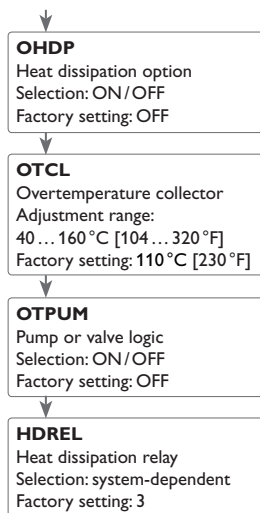 OHDP
Heat dissipation option
Selection: ON / OFF
Factory setting: OFF
OTCL
Overtemperature collector
Adjustment range:
40 … 160 °C [104 … 320 °F]
Factory setting: 110 °C [230 °F]
OTPUM
Pump or valve logic
Selection: ON / OFF
Factory setting: OFF
HDREL
Heat dissipation relay
Selection: system-dependent
Factory setting: 3